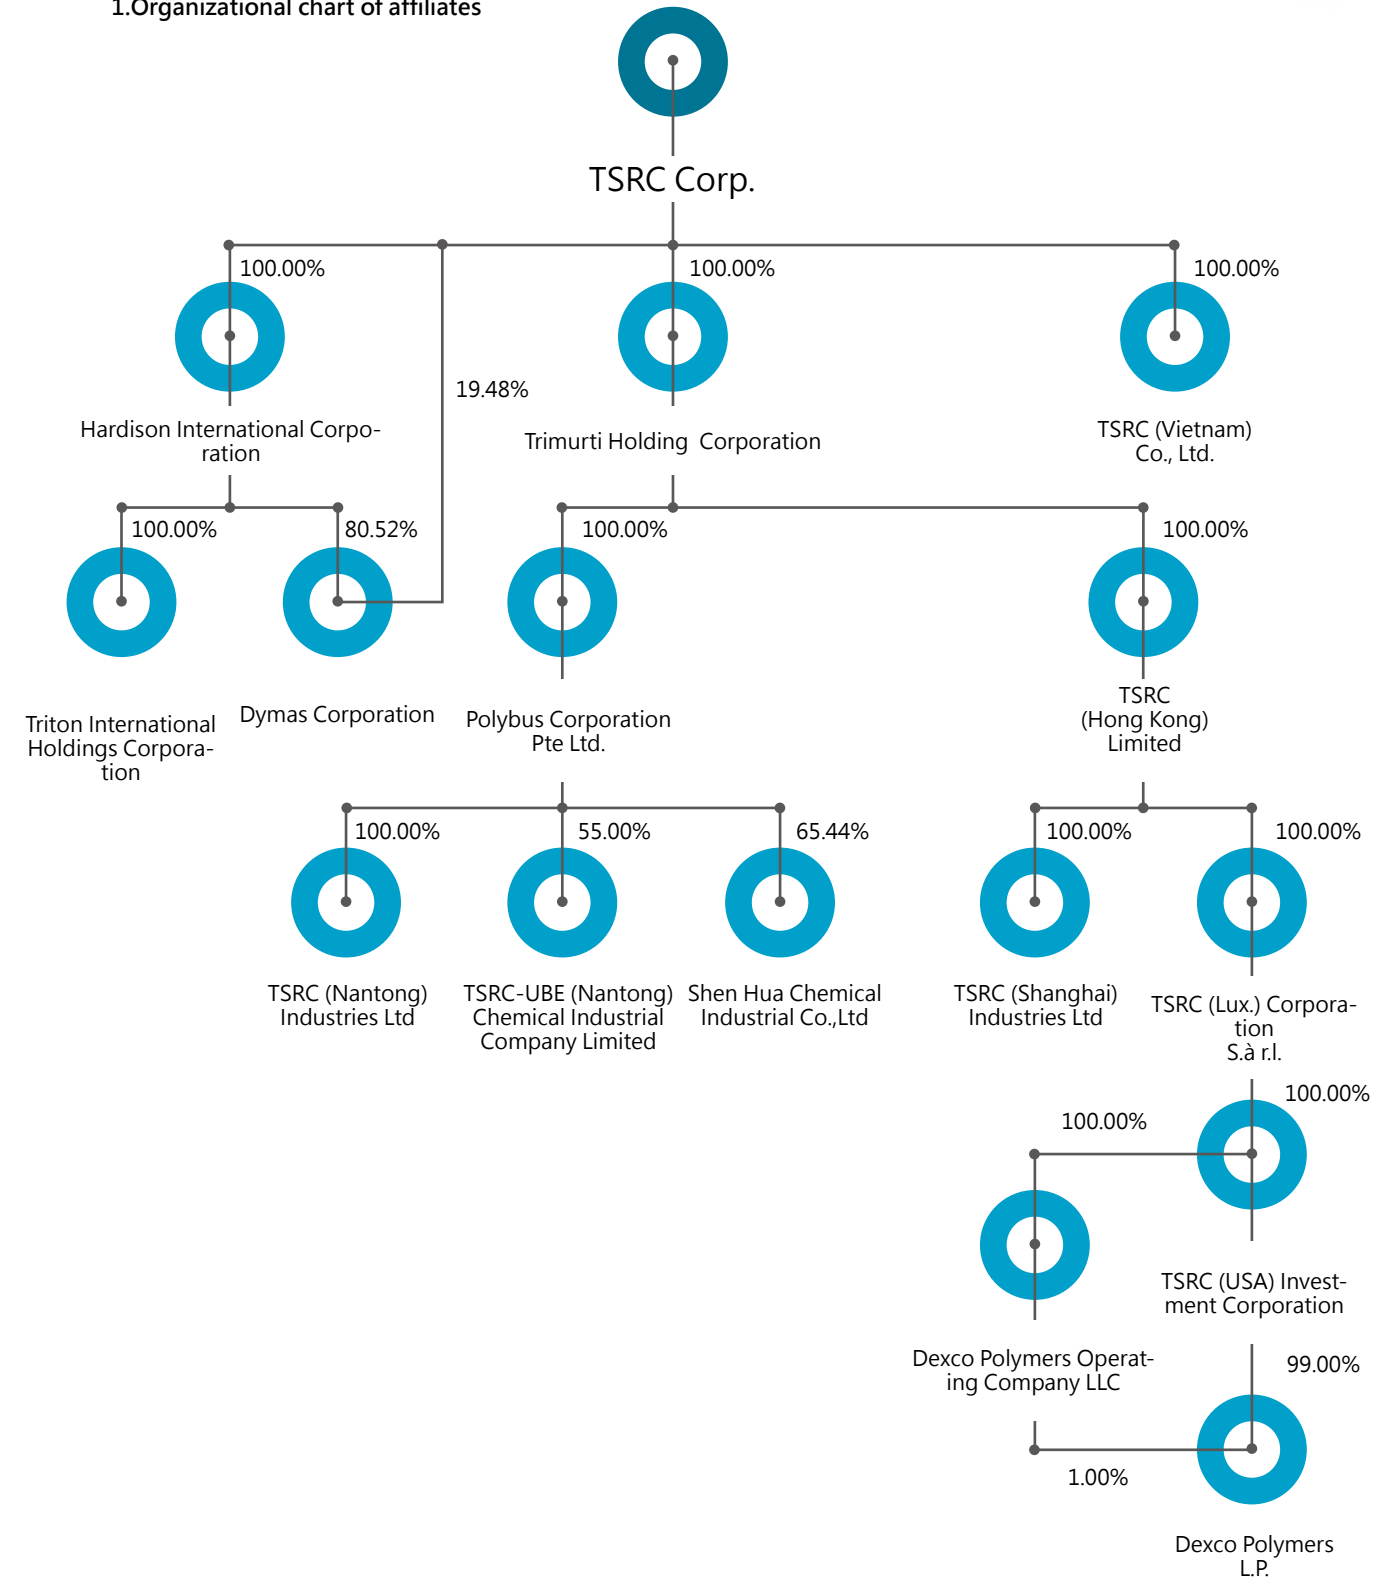 1.Organizational chart of affiliates
TSRC Corp.
100.00%
100.00%
100.00%
19.48%
Hardison International Corpo-
ration
Trimurti Holding  Corporation
TSRC (Vietnam)
Co., Ltd.
100.00%
80.52%
100.00%
100.00%
Triton International
Holdings Corpora-
tion
Dymas Corporation
Polybus Corporation
Pte Ltd.
TSRC
(Hong Kong)
Limited
100.00%
55.00%
65.44%
100.00%
100.00%
TSRC (Nantong)
Industries Ltd
TSRC-UBE (Nantong)
Chemical Industrial
Company Limited
Shen Hua Chemical
Industrial Co.,Ltd
TSRC (Shanghai)
Industries Ltd
TSRC (Lux.) Corpora-
tion
S.à r.l.
100.00%
100.00%
TSRC (USA) Invest-
ment Corporation
Dexco Polymers Operat-
ing Company LLC
99.00%
1.00%
Dexco Polymers
L.P.